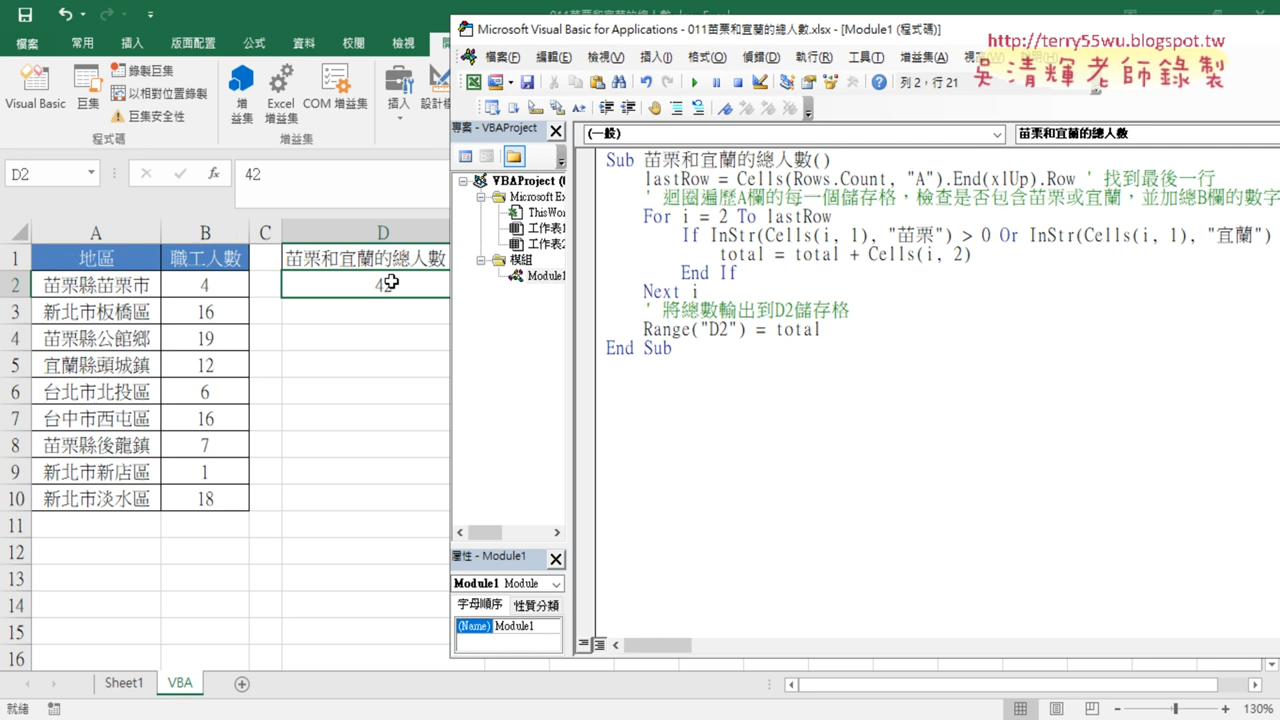 Microsoft Visual Basic for Applications - 011苗栗和宜蘭的總人數.xlsx - [Module1 (程式碼)]
http://terry55wu.blogspot.tw
吳清輝老師錄製
檔案 常用 插入 版面配置 公式 資料 校閱 檢視
檔案(F) 編輯(E) 檢視(V) 插入(I) 格式(O) 偵錯(D) 執行(R) 工具(T) 增益集(A)
列 2，行 21
Visual Basic 巨集 錄製巨集 以相對位置錄製 巨集安全性 增益集 Excel 增益集 COM 增益集 插入
程式碼 增益集
專案 - VBAProject
(一般) 苗栗和宜蘭的總人數
D2 fx 42
VBAProject (
Microsoft Ex
ThisWor
工作表1
工作表2
模組
Module1
Sub 苗栗和宜蘭的總人數()
lastRow = Cells(Rows.Count, "A").End(xlUp).Row ' 找到最後一行
' 迴圈遍歷A欄的每一個儲存格，檢查是否包含苗栗或宜蘭，並加總B欄的數字
For i = 2 To lastRow
If InStr(Cells(i, 1), "苗栗") > 0 Or InStr(Cells(i, 1), "宜蘭")
total = total + Cells(i, 2)
End If
Next i
' 將總數輸出到D2儲存格
Range("D2") = total
End Sub
A B C D
1 地區 職工人數 苗栗和宜蘭的總人數
2 苗栗縣苗栗市 4 42
3 新北市板橋區 16
4 苗栗縣公館鄉 19
5 宜蘭縣頭城鎮 12
6 台北市北投區 6
7 台中市西屯區 16
8 苗栗縣後龍鎮 7
9 新北市新店區 1
10 新北市淡水區 18
11
12
13
14
15
16
屬性 - Module1
Module1 Module
字母順序 性質分類
(Name) Module1
Sheet1 VBA
就緒 130%